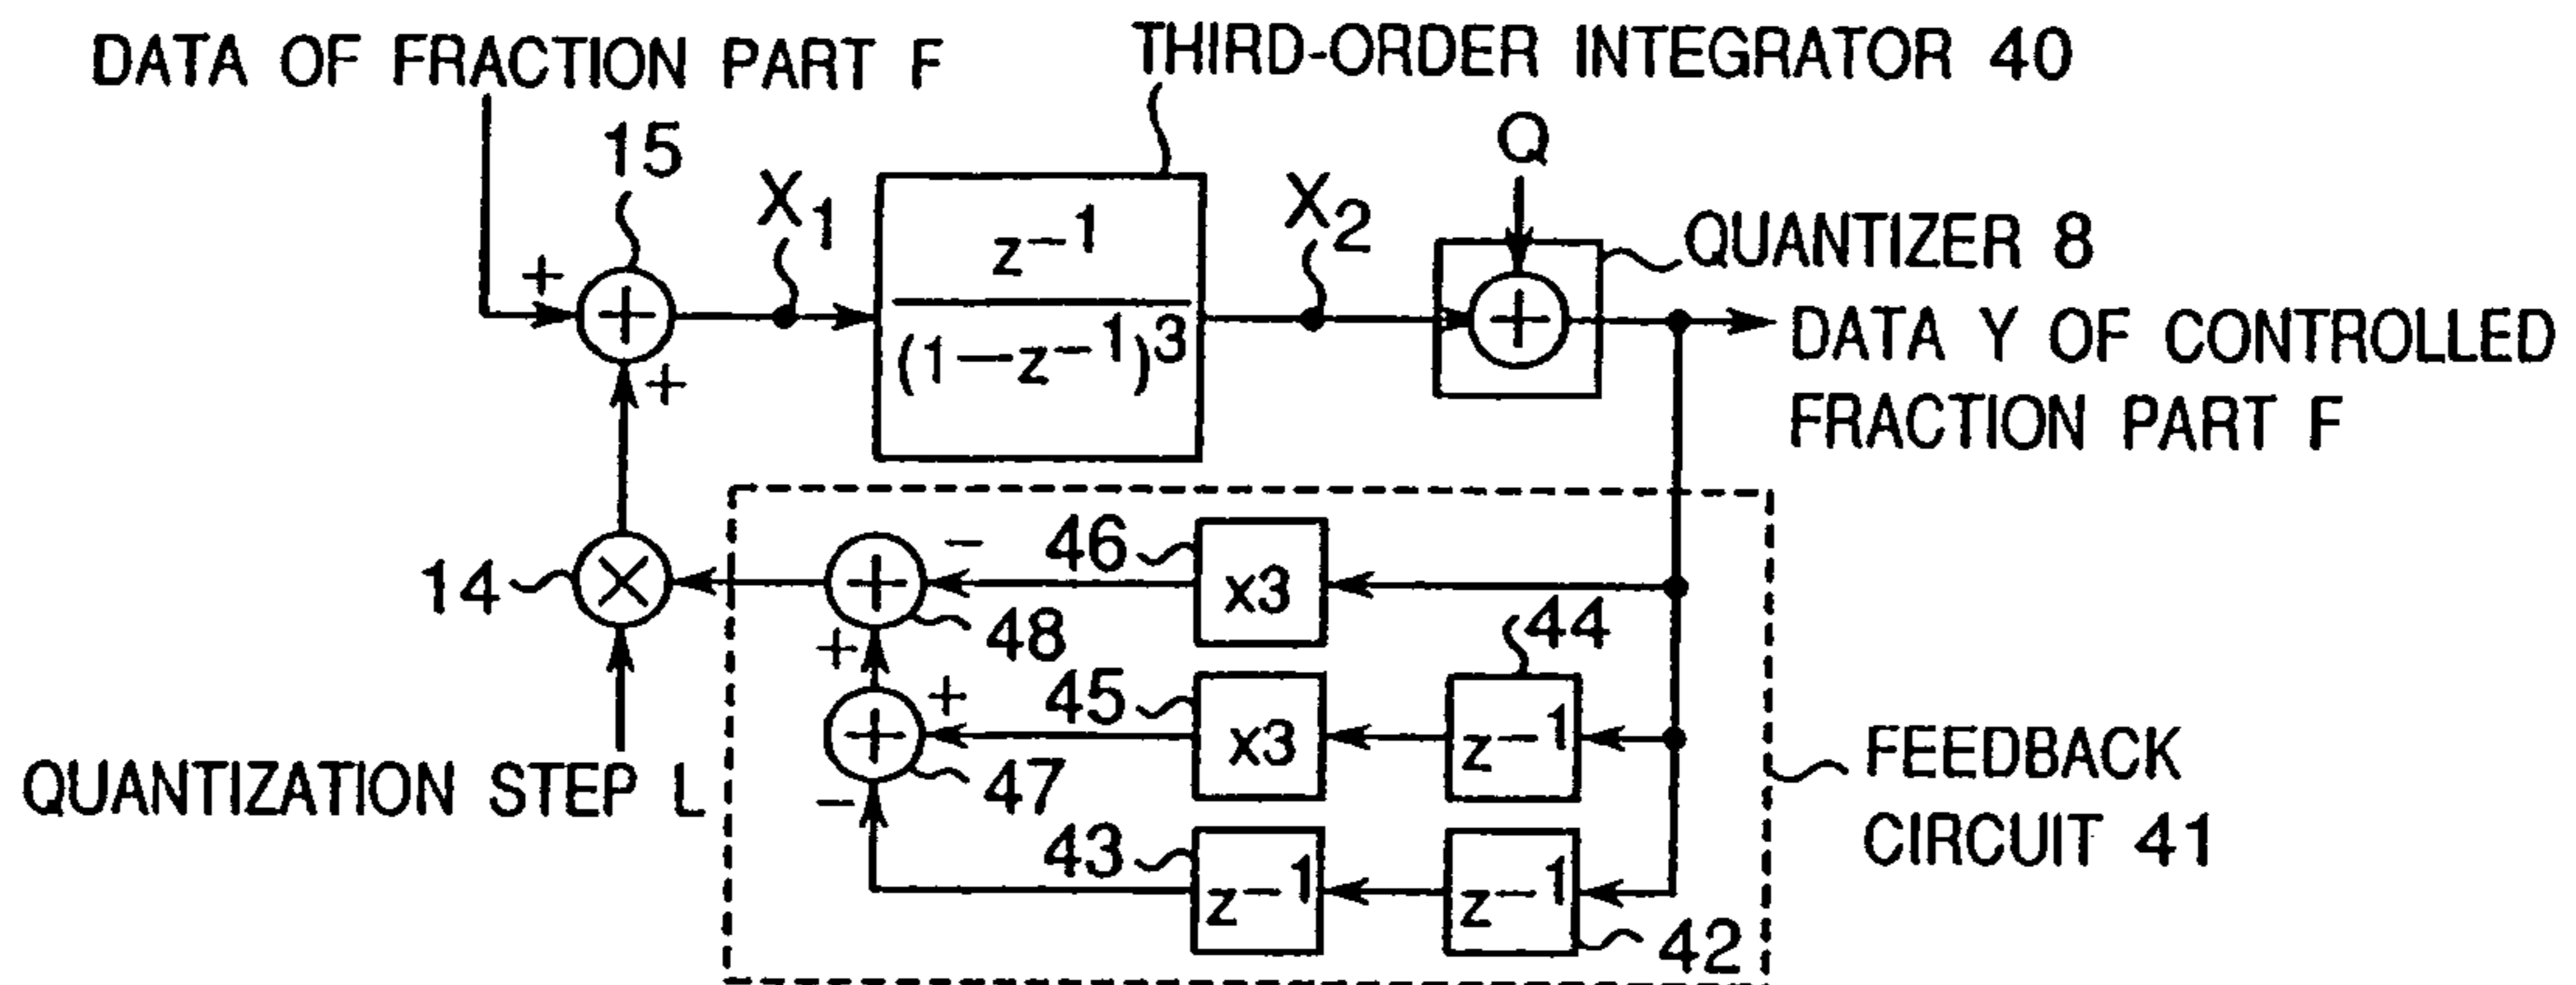 DATA OF FRACTION PART F
THIRD-ORDER INTEGRATOR 40
15
X1
z−1
(1−z−1)3
X2
Q
QUANTIZER 8
+
+
+
+
DATA Y OF CONTROLLED
FRACTION PART F
+
14
×
+
−
46
x3
48
44
+
+
+
45
x3
z−1
QUANTIZATION STEP L
−
47
43
z−1
z−1
42
FEEDBACK
CIRCUIT 41